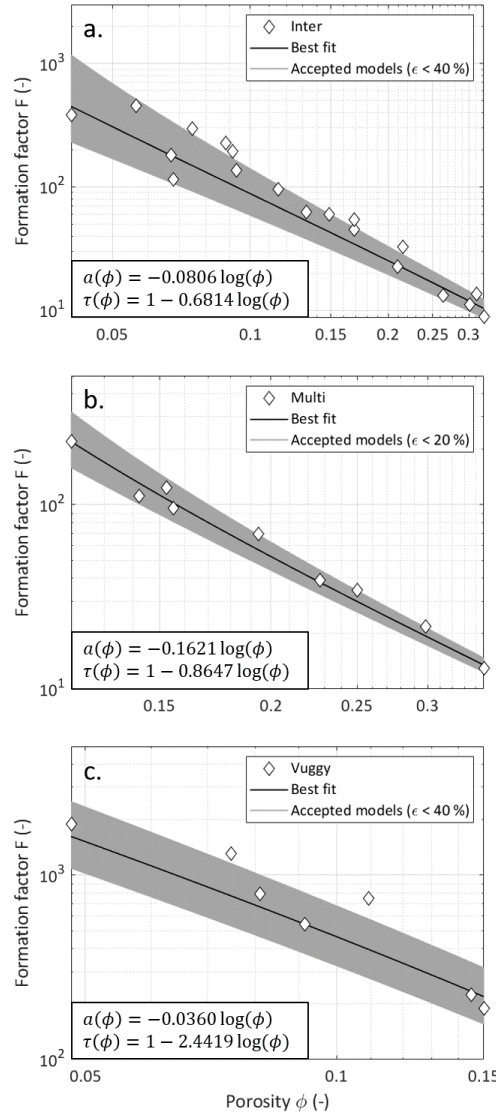 a.
Inter
Best fit
Accepted models (ϵ < 40 %)
Formation factor F (-)
10³
10²
10¹
a(ϕ) = −0.0806 log(ϕ)
τ(ϕ) = 1 − 0.6814 log(ϕ)
0.05 0.1 0.15 0.2 0.25 0.3
b.
Multi
Best fit
Accepted models (ϵ < 20 %)
Formation factor F (-)
10²
10¹
a(ϕ) = −0.1621 log(ϕ)
τ(ϕ) = 1 − 0.8647 log(ϕ)
0.15 0.2 0.25 0.3
c.
Vuggy
Best fit
Accepted models (ϵ < 40 %)
Formation factor F (-)
10³
10²
a(ϕ) = −0.0360 log(ϕ)
τ(ϕ) = 1 − 2.4419 log(ϕ)
0.05 0.1 0.15
Porosity ϕ (-)